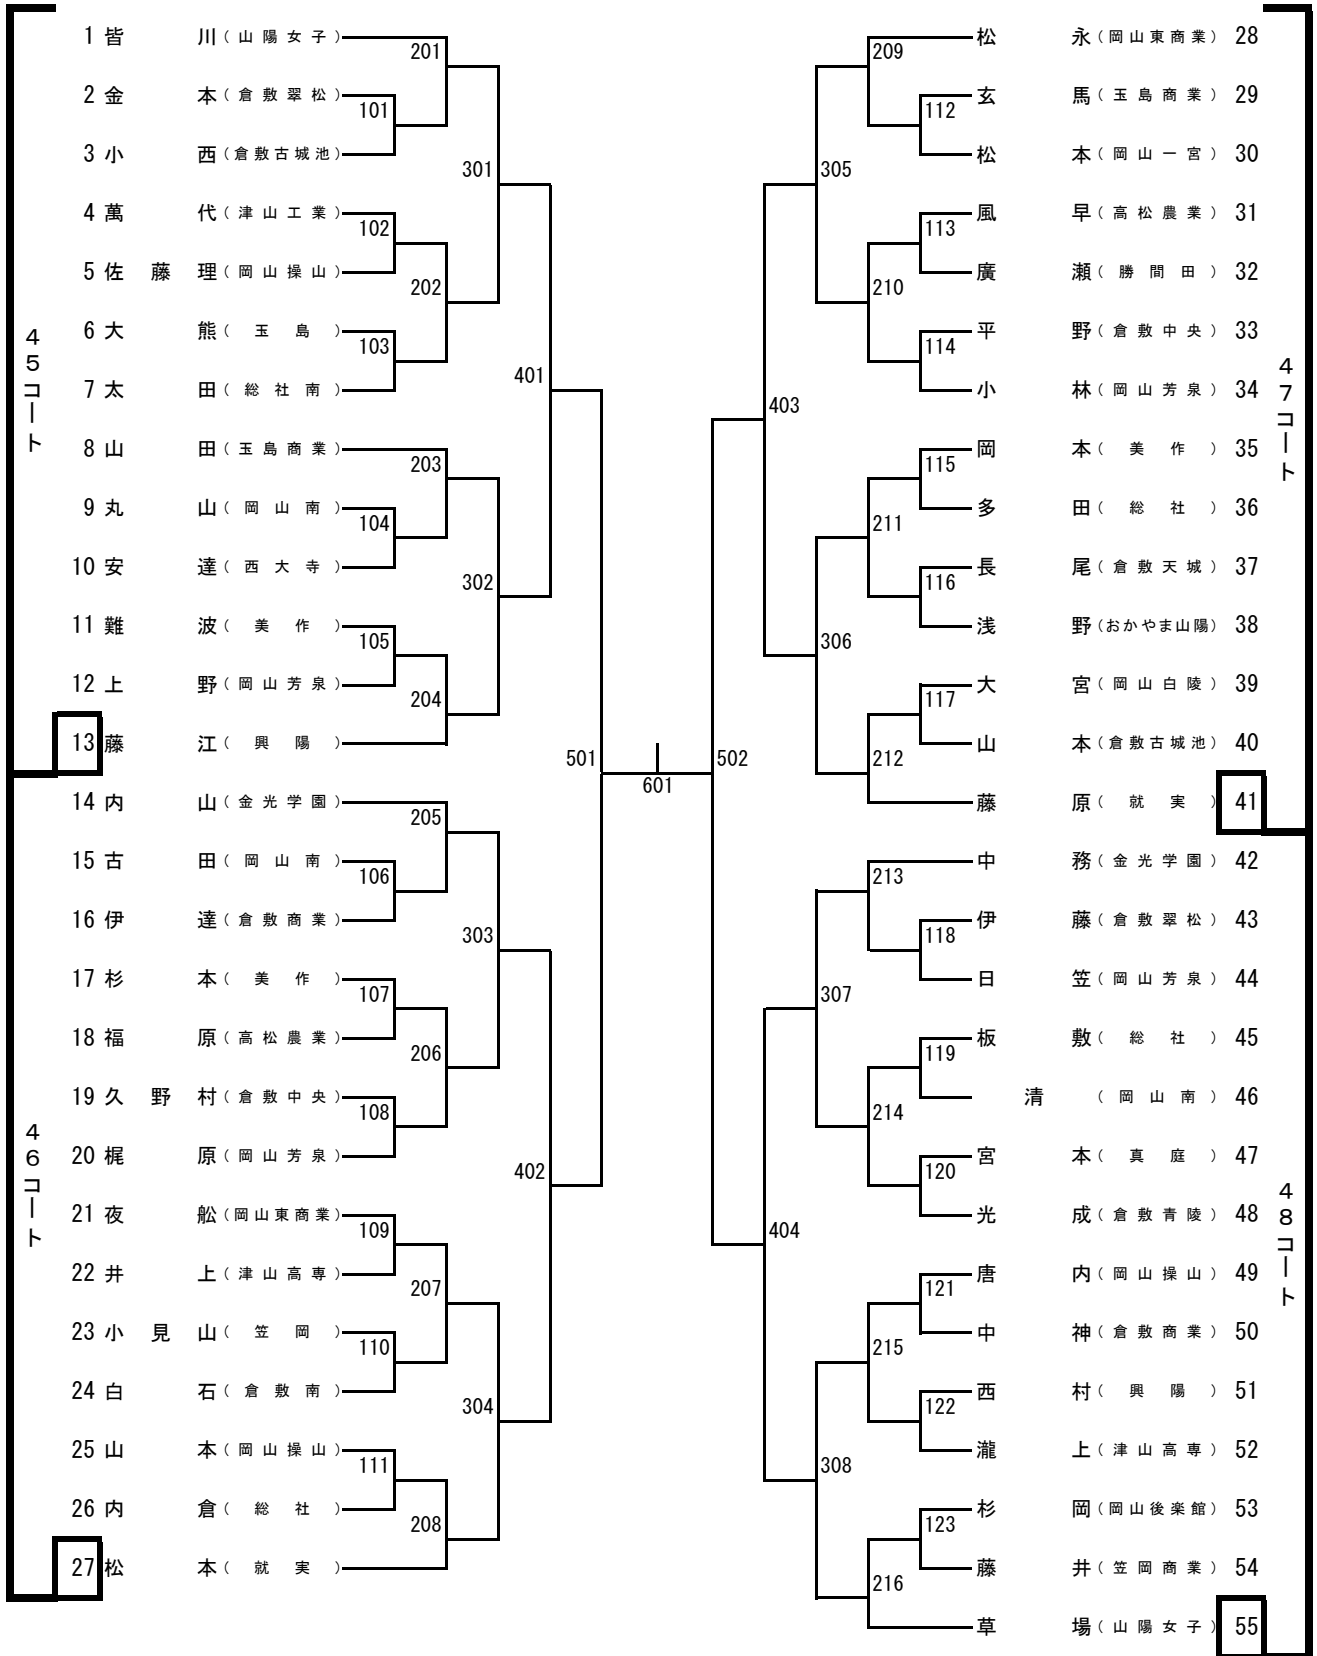 45コート
1 皆川（山陽女子）
2 金本（倉敷翠松）
3 小西（倉敷古城池）
4 萬代（津山工業）
5 佐藤理（岡山操山）
6 大熊（玉島）
7 太田（総社南）
8 山田（玉島商業）
9 丸山（岡山南）
10 安達（西大寺）
11 難波（美作）
12 上野（岡山芳泉）
13 藤江（興陽）
46コート
14 内山（金光学園）
15 古田（岡山南）
16 伊達（倉敷商業）
17 杉本（美作）
18 福原（高松農業）
19 久野村（倉敷中央）
20 梶原（岡山芳泉）
21 夜舩（岡山東商業）
22 井上（津山高専）
23 小見山（笠岡）
24 白石（倉敷南）
25 山本（岡山操山）
26 内倉（総社）
27 松本（就実）
101
102
103
104
105
106
107
108
109
110
111
201
202
203
204
205
206
207
208
301
302
303
304
401
402
501
601
502
403
404
305
306
307
308
209
210
211
212
213
214
215
216
112
113
114
115
116
117
118
119
120
121
122
123
松永（岡山東商業） 28
玄馬（玉島商業） 29
松本（岡山一宮） 30
風早（高松農業） 31
廣瀬（勝間田） 32
平野（倉敷中央） 33
小林（岡山芳泉） 34
岡本（美作） 35
多田（総社） 36
長尾（倉敷天城） 37
浅野（おかやま山陽） 38
大宮（岡山白陵） 39
山本（倉敷古城池） 40
藤原（就実） 41
47コート
中務（金光学園） 42
伊藤（倉敷翠松） 43
日笠（岡山芳泉） 44
板敷（総社） 45
清（岡山南） 46
宮本（真庭） 47
光成（倉敷青陵） 48
唐内（岡山操山） 49
中神（倉敷商業） 50
西村（興陽） 51
瀧上（津山高専） 52
杉岡（岡山後楽館） 53
藤井（笠岡商業） 54
草場（山陽女子） 55
48コート